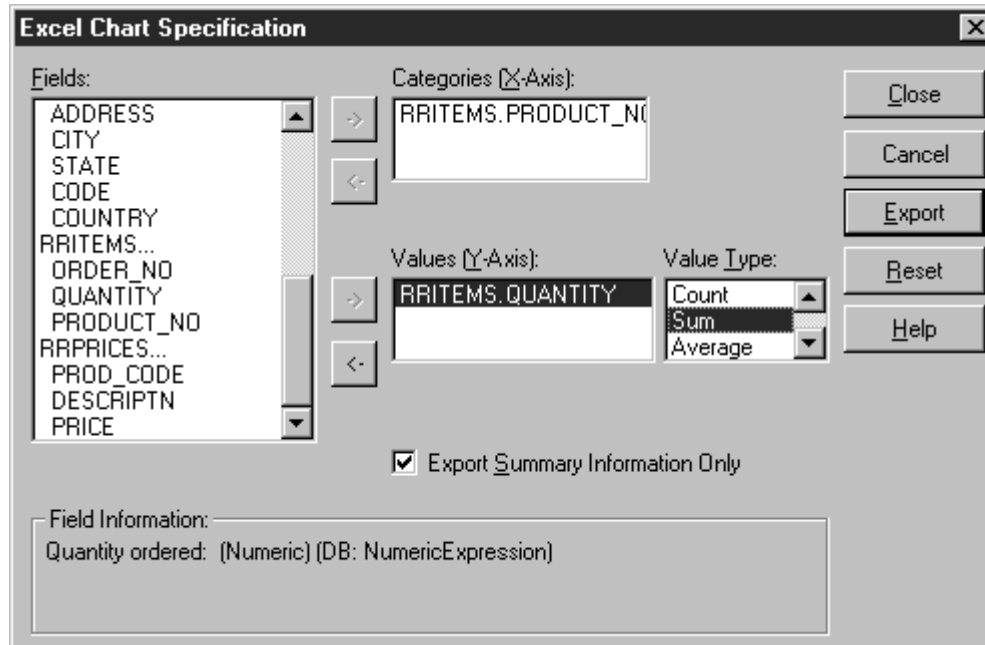 Excel Chart Specification
Fields:
ADDRESS
CITY
STATE
CODE
COUNTRY
RRITEMS...
ORDER_NO
QUANTITY
PRODUCT_NO
RRPRICES...
PROD_CODE
DESCRIPTN
PRICE
->
<-
Categories (X-Axis):
RRITEMS.PRODUCT_NO
->
<-
Values (Y-Axis):
RRITEMS.QUANTITY
Value Type:
Count
Sum
Average
Export Summary Information Only
Close
Cancel
Export
Reset
Help
Field Information:
Quantity ordered: (Numeric) (DB: NumericExpression)